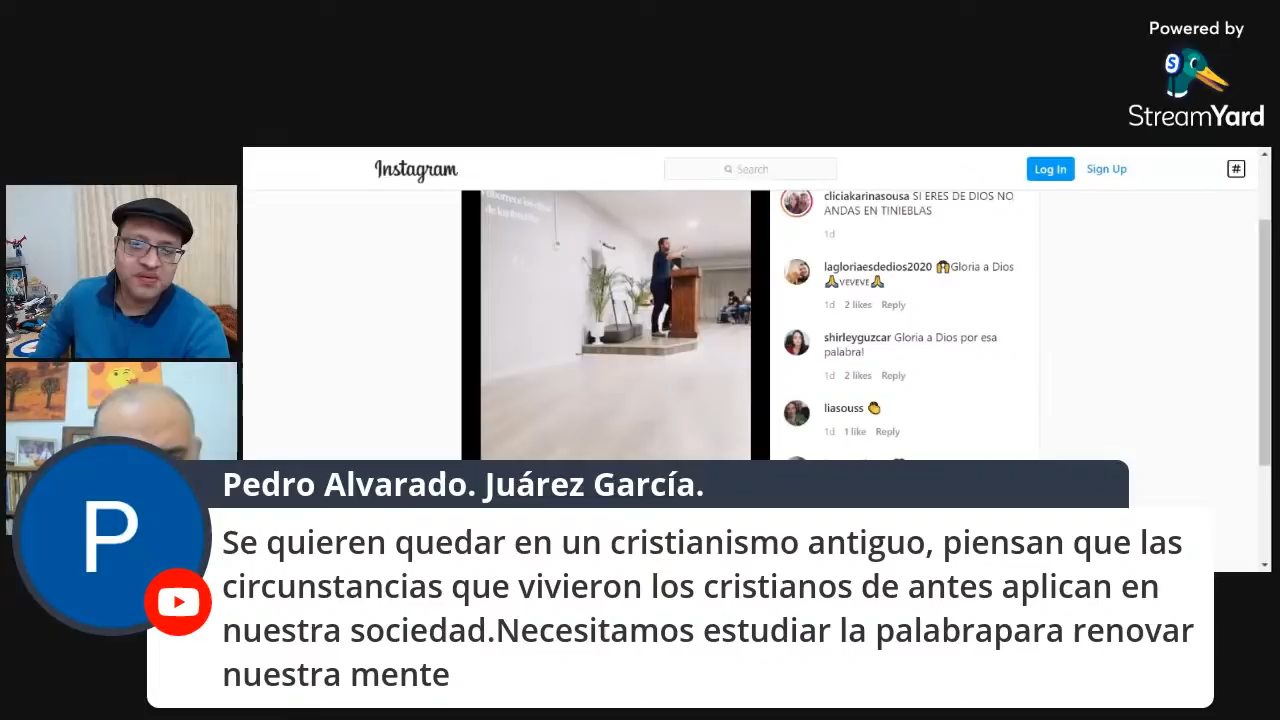 Powered by
StreamYard
Instagram
Search
Log In
Sign Up
#
de los
cliciakarinasousa SI ERES DE DIOS NO
ANDAS EN TINIEBLAS
1d
lagloriaesdedios2020 🙌Gloria a Dios
🙏VEVEVE🙏
1d 2 likes Reply
shirleyguzcar Gloria a Dios por esa
palabra!
1d 2 likes Reply
liasouss 👏
1d 1 like Reply
P
Pedro Alvarado. Juárez García.
Se quieren quedar en un cristianismo antiguo, piensan que las
circunstancias que vivieron los cristianos de antes aplican en
nuestra sociedad.Necesitamos estudiar la palabrapara renovar
nuestra mente